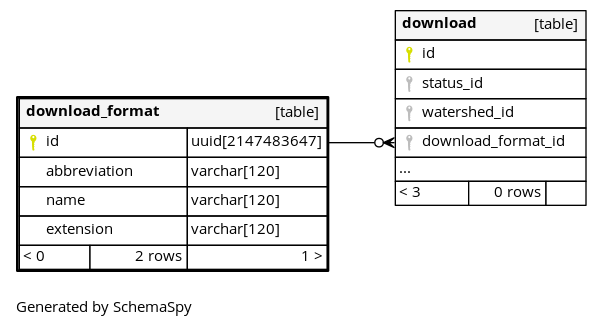 download [table]
id
status_id
watershed_id
download_format_id
...
< 3 0 rows
download_format [table]
id uuid[2147483647]
abbreviation varchar[120]
name varchar[120]
extension varchar[120]
< 0 2 rows 1 >
Generated by SchemaSpy